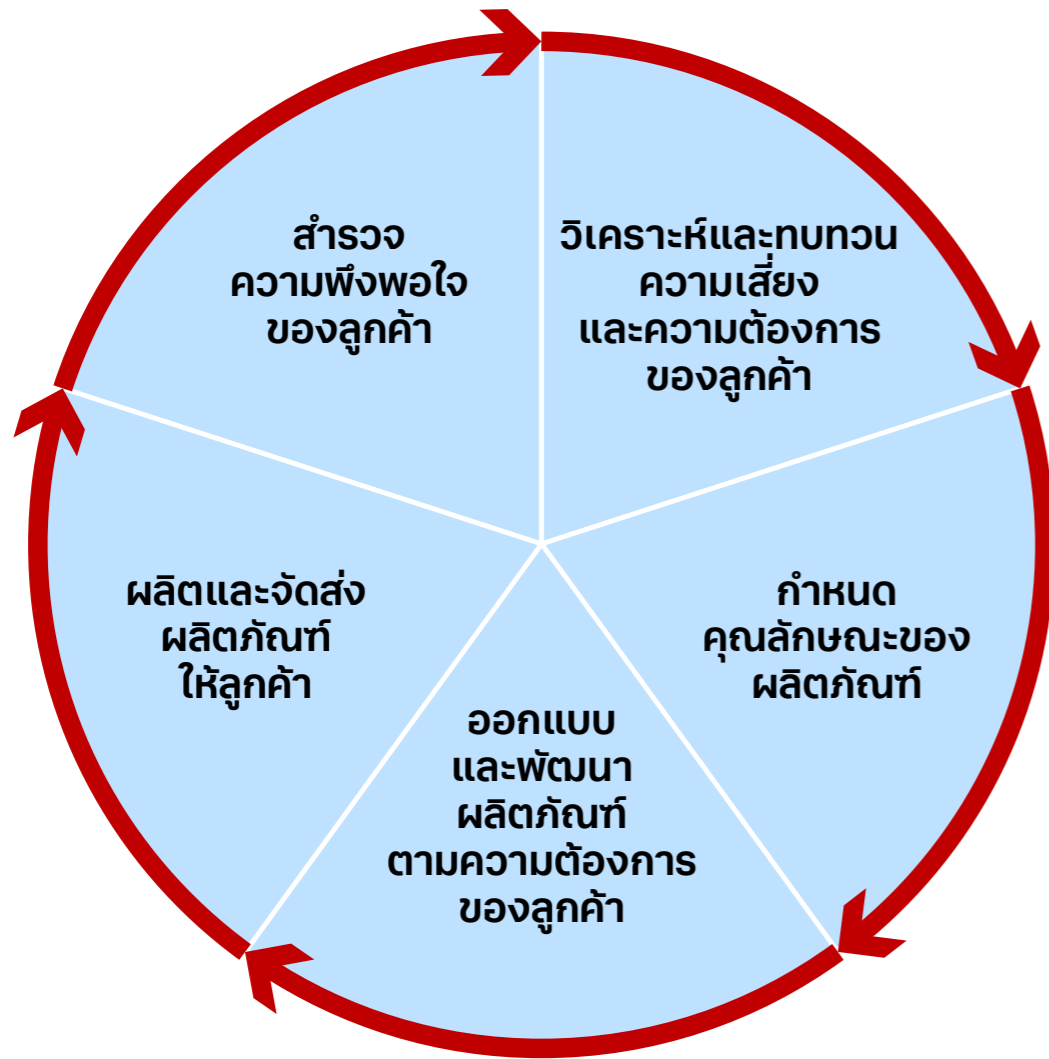 วิเคราะห์และทบทวน
ความเสี่ยง
และความต้องการ
ของลูกค้า
กำหนด
คุณลักษณะของ
ผลิตภัณฑ์
ออกแบบ
และพัฒนา
ผลิตภัณฑ์
ตามความต้องการ
ของลูกค้า
ผลิตและจัดส่ง
ผลิตภัณฑ์
ให้ลูกค้า
สำรวจ
ความพึงพอใจ
ของลูกค้า